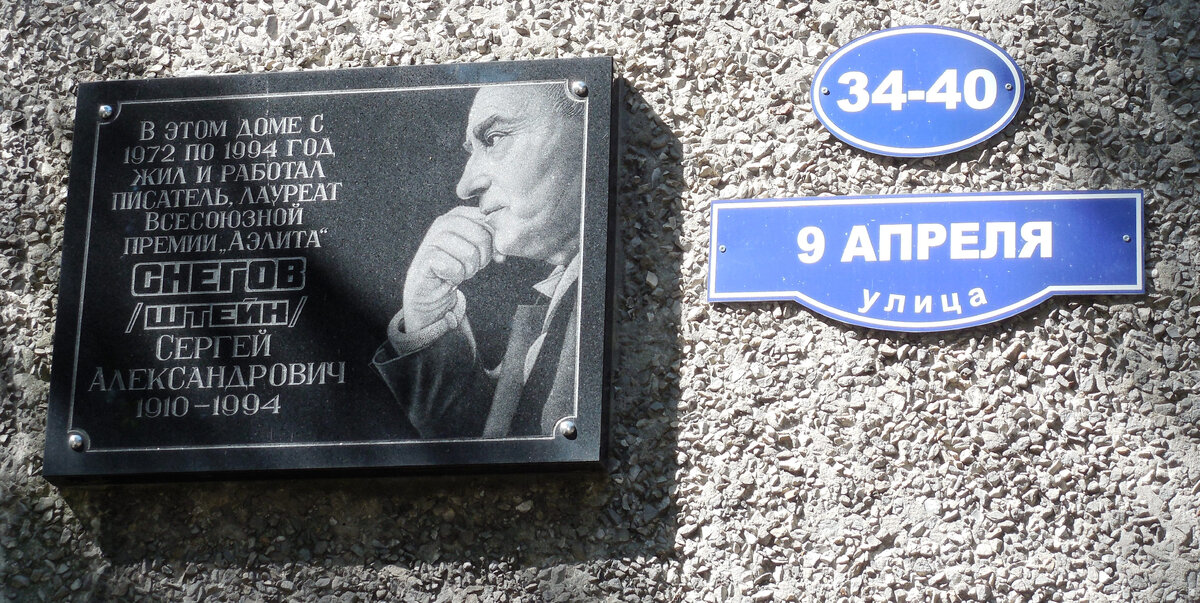 В ЭТОМ ДОМЕ С
1972 ПО 1994 ГОД
ЖИЛ И РАБОТАЛ
ПИСАТЕЛЬ, ЛАУРЕАТ
ВСЕСОЮЗНОЙ
ПРЕМИИ „АЭЛИТА“
СНЕГОВ
/ШТЕЙН/
СЕРГЕЙ
АЛЕКСАНДРОВИЧ
1910 – 1994
34-40
9 АПРЕЛЯ
улица